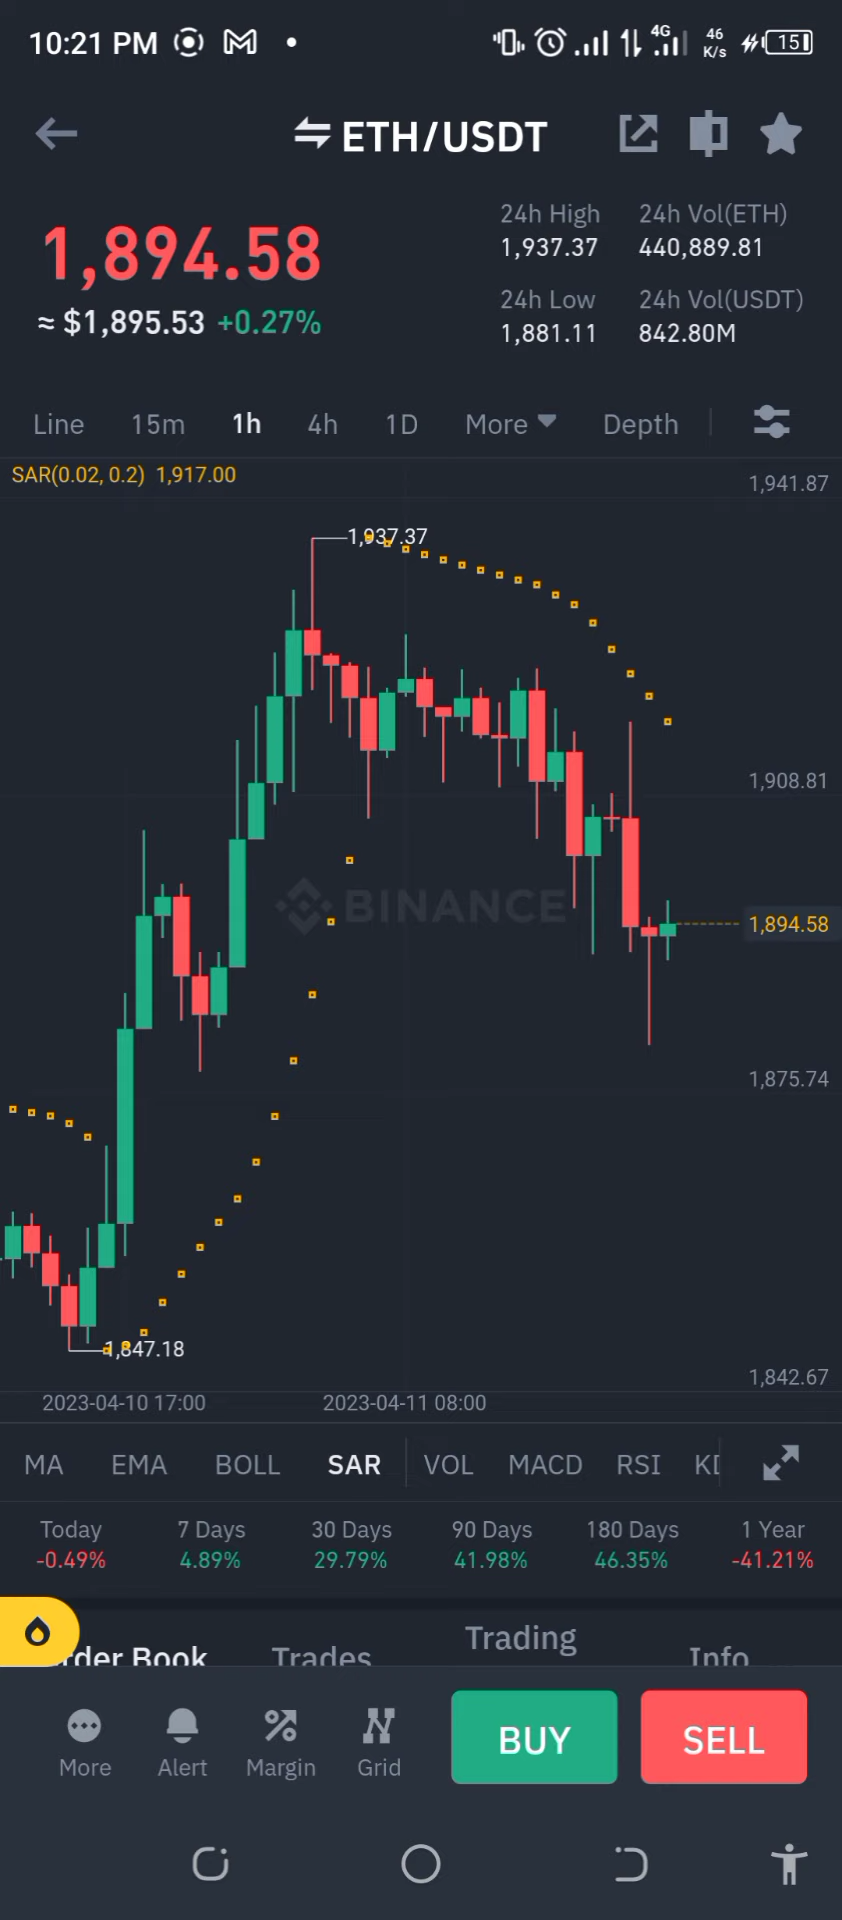 10:21 PM
4G 46 K/s 15
ETH/USDT
1,894.58
≈ $1,895.53 +0.27%
24h High 24h Vol(ETH)
1,937.37 440,889.81
24h Low 24h Vol(USDT)
1,881.11 842.80M
Line 15m 1h 4h 1D More Depth
SAR(0.02, 0.2) 1,917.00
1,941.87
1,937.37
1,908.81
BINANCE
1,894.58
1,875.74
1,847.18
1,842.67
2023-04-10 17:00 2023-04-11 08:00
MA EMA BOLL SAR VOL MACD RSI
Today 7 Days 30 Days 90 Days 180 Days 1 Year
-0.49% 4.89% 29.79% 41.98% 46.35% -41.21%
rder Book Trades Trading Info
BUY SELL
More Alert Margin Grid